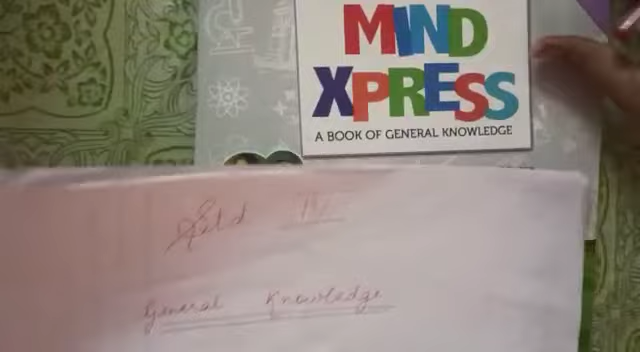 MIND
XPRESS
A BOOK OF GENERAL KNOWLEDGE
Std IV
General Knowledge